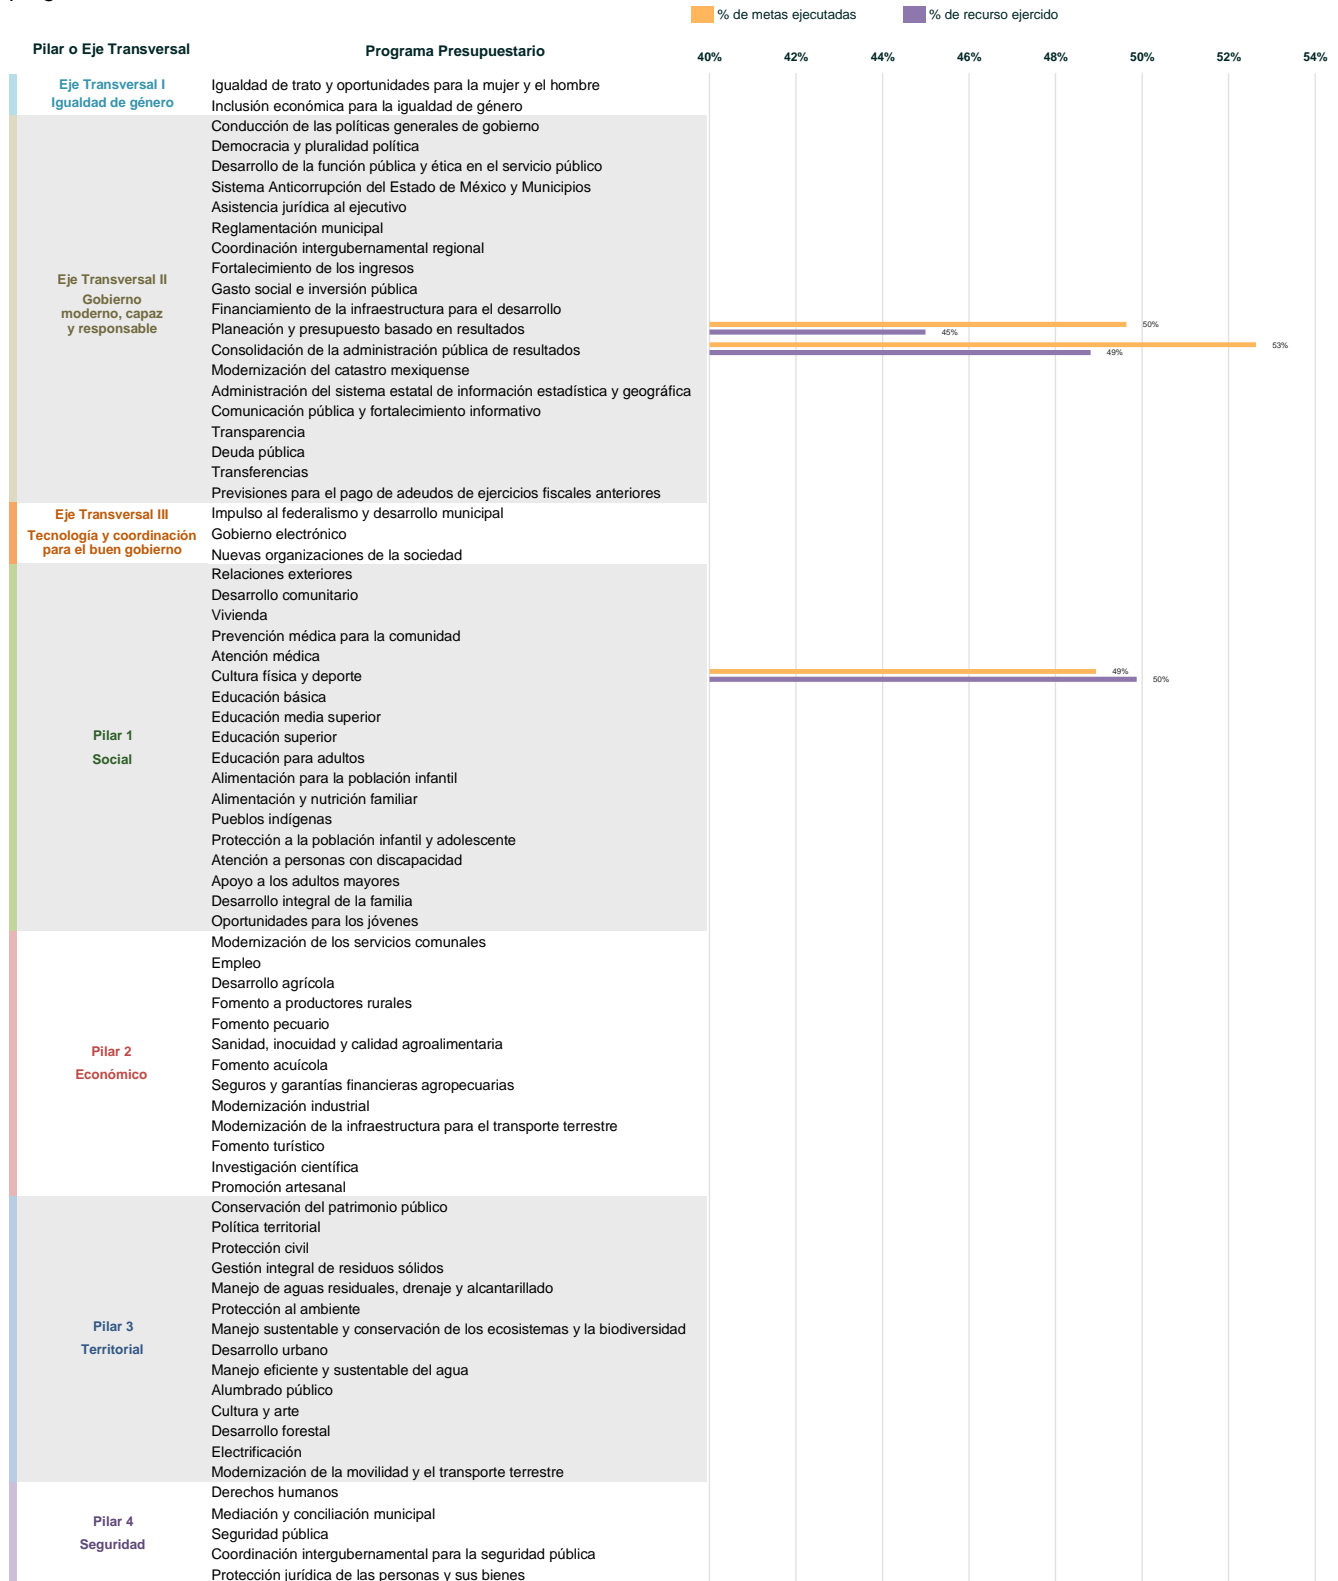 % de metas ejecutadas
% de recurso ejercido
Pilar o Eje Transversal
Programa Presupuestario
40%
42%
44%
46%
48%
50%
52%
54%
Eje Transversal I
Igualdad de género
Igualdad de trato y oportunidades para la mujer y el hombre
Inclusión económica para la igualdad de género
Eje Transversal II
Gobierno
moderno, capaz
y responsable
Conducción de las políticas generales de gobierno
Democracia y pluralidad política
Desarrollo de la función pública y ética en el servicio público
Sistema Anticorrupción del Estado de México y Municipios
Asistencia jurídica al ejecutivo
Reglamentación municipal
Coordinación intergubernamental regional
Fortalecimiento de los ingresos
Gasto social e inversión pública
Financiamiento de la infraestructura para el desarrollo
Planeación y presupuesto basado en resultados
50%
45%
Consolidación de la administración pública de resultados
53%
49%
Modernización del catastro mexiquense
Administración del sistema estatal de información estadística y geográfica
Comunicación pública y fortalecimiento informativo
Transparencia
Deuda pública
Transferencias
Previsiones para el pago de adeudos de ejercicios fiscales anteriores
Eje Transversal III
Tecnología y coordinación
para el buen gobierno
Impulso al federalismo y desarrollo municipal
Gobierno electrónico
Nuevas organizaciones de la sociedad
Pilar 1
Social
Relaciones exteriores
Desarrollo comunitario
Vivienda
Prevención médica para la comunidad
Atención médica
Cultura física y deporte
49%
50%
Educación básica
Educación media superior
Educación superior
Educación para adultos
Alimentación para la población infantil
Alimentación y nutrición familiar
Pueblos indígenas
Protección a la población infantil y adolescente
Atención a personas con discapacidad
Apoyo a los adultos mayores
Desarrollo integral de la familia
Oportunidades para los jóvenes
Pilar 2
Económico
Modernización de los servicios comunales
Empleo
Desarrollo agrícola
Fomento a productores rurales
Fomento pecuario
Sanidad, inocuidad y calidad agroalimentaria
Fomento acuícola
Seguros y garantías financieras agropecuarias
Modernización industrial
Modernización de la infraestructura para el transporte terrestre
Fomento turístico
Investigación científica
Promoción artesanal
Pilar 3
Territorial
Conservación del patrimonio público
Política territorial
Protección civil
Gestión integral de residuos sólidos
Manejo de aguas residuales, drenaje y alcantarillado
Protección al ambiente
Manejo sustentable y conservación de los ecosistemas y la biodiversidad
Desarrollo urbano
Manejo eficiente y sustentable del agua
Alumbrado público
Cultura y arte
Desarrollo forestal
Electrificación
Modernización de la movilidad y el transporte terrestre
Pilar 4
Seguridad
Derechos humanos
Mediación y conciliación municipal
Seguridad pública
Coordinación intergubernamental para la seguridad pública
Protección jurídica de las personas y sus bienes